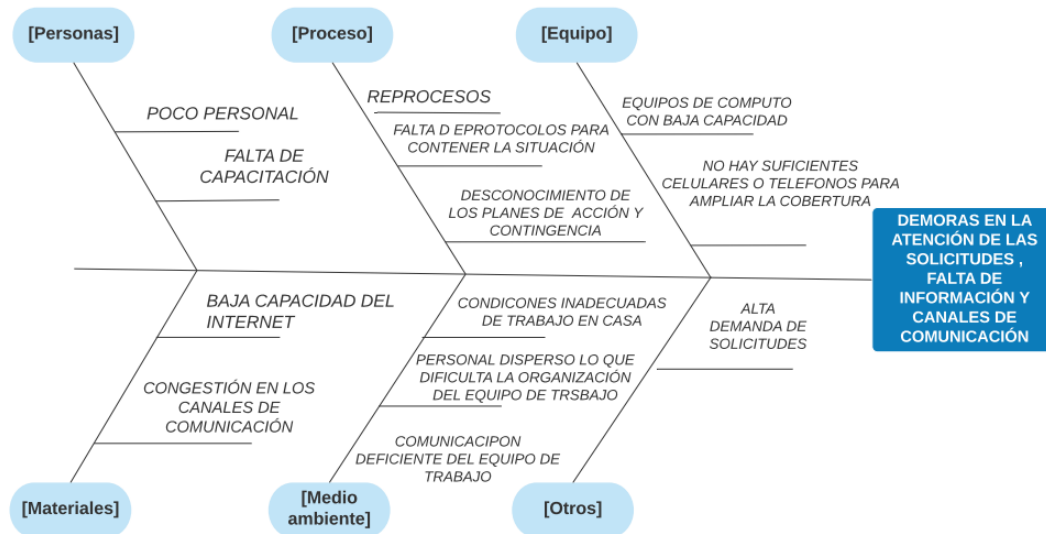 [Personas]
[Proceso]
[Equipo]
POCO PERSONAL
FALTA DE
CAPACITACIÓN
REPROCESOS
FALTA D EPROTOCOLOS PARA
CONTENER LA SITUACIÓN
DESCONOCIMIENTO DE
LOS PLANES DE ACCIÓN Y
CONTINGENCIA
EQUIPOS DE COMPUTO
CON BAJA CAPACIDAD
NO HAY SUFICIENTES
CELULARES O TELEFONOS PARA
AMPLIAR LA COBERTURA
DEMORAS EN LA
ATENCIÓN DE LAS
SOLICITUDES ,
FALTA DE
INFORMACIÓN Y
CANALES DE
COMUNICACIÓN
BAJA CAPACIDAD DEL
INTERNET
CONGESTIÓN EN LOS
CANALES DE
COMUNICACIÓN
CONDICONES INADECUADAS
DE TRABAJO EN CASA
PERSONAL DISPERSO LO QUE
DIFICULTA LA ORGANIZACIÓN
DEL EQUIPO DE TRSBAJO
COMUNICACIPON
DEFICIENTE DEL EQUIPO DE
TRABAJO
ALTA
DEMANDA DE
SOLICITUDES
[Materiales]
[Medio
ambiente]
[Otros]